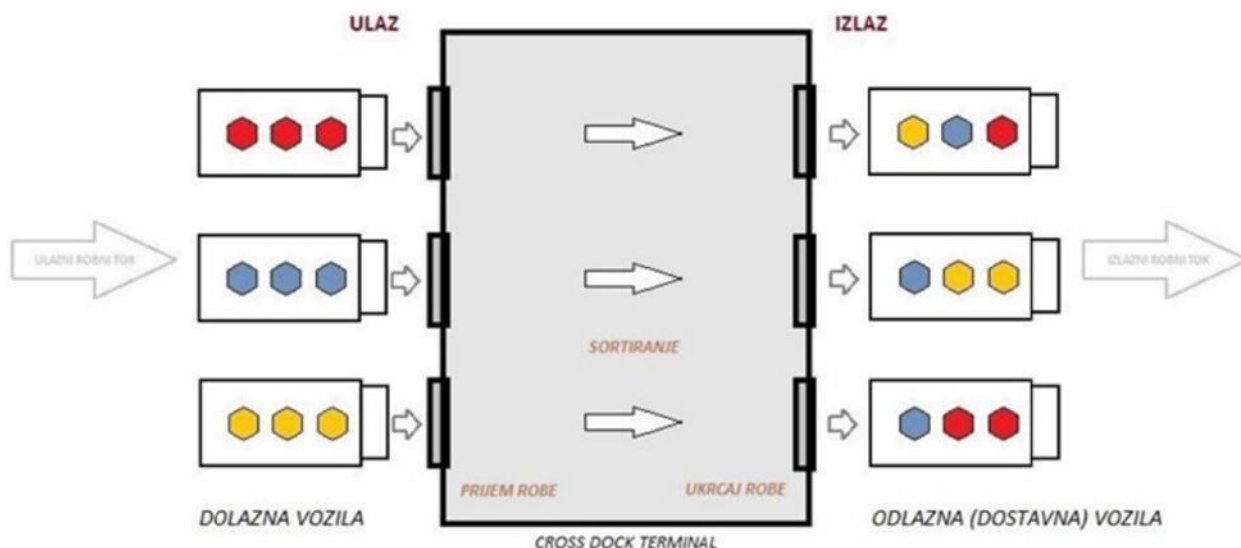 ULAZ
IZLAZ
ULAZNI ROBNI TOK
IZLAZNI ROBNI TOK
SORTIRANJE
PRIJEM ROBE
UKRCAJ ROBE
DOLAZNA VOZILA
ODLAZNA (DOSTAVNA) VOZILA
CROSS DOCK TERMINAL